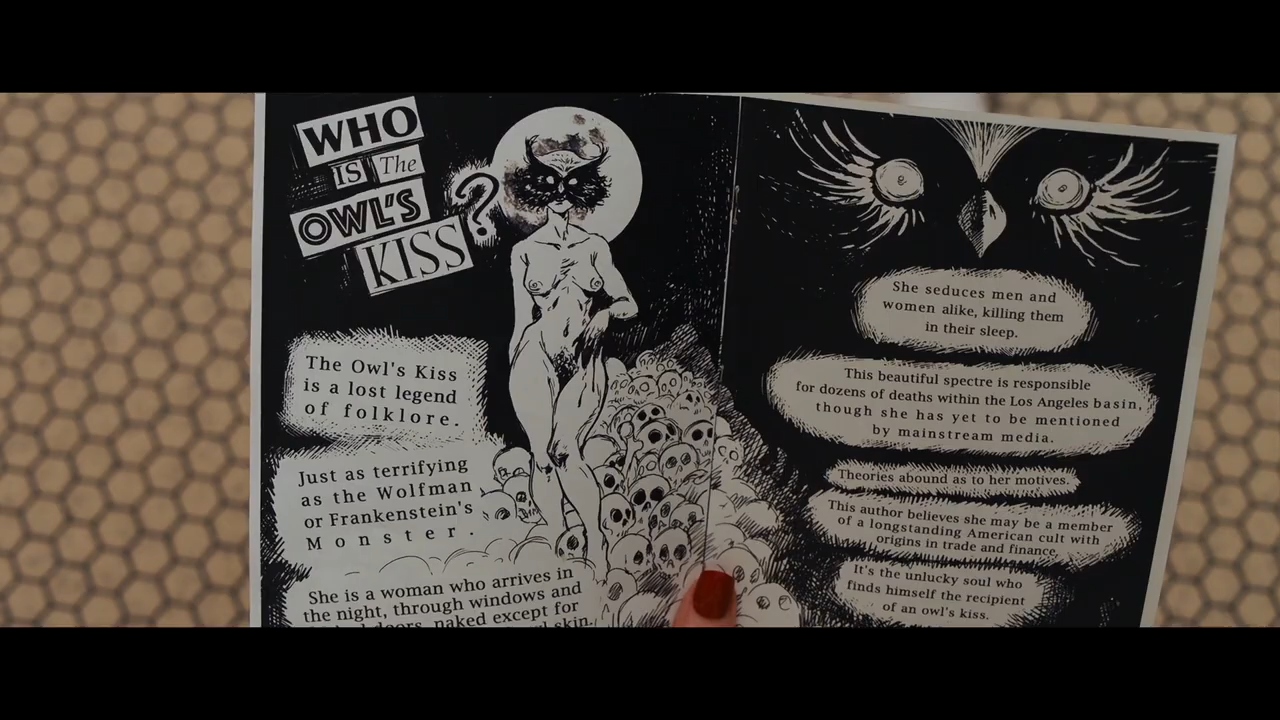 WHO
IS The
OWL'S
KISS?
The Owl's Kiss
is a lost legend
of folklore.
Just as terrifying
as the Wolfman
or Frankenstein's
Monster.
She is a woman who arrives in
the night, through windows and
doors, naked except for
skin.
She seduces men and
women alike, killing them
in their sleep.
This beautiful spectre is responsible
for dozens of deaths within the Los Angeles basin,
though she has yet to be mentioned
by mainstream media.
Theories abound as to her motives.
This author believes she may be a member
of a longstanding American cult with
origins in trade and finance
It's the unlucky soul who
finds himself the recipient
of an owl's kiss.